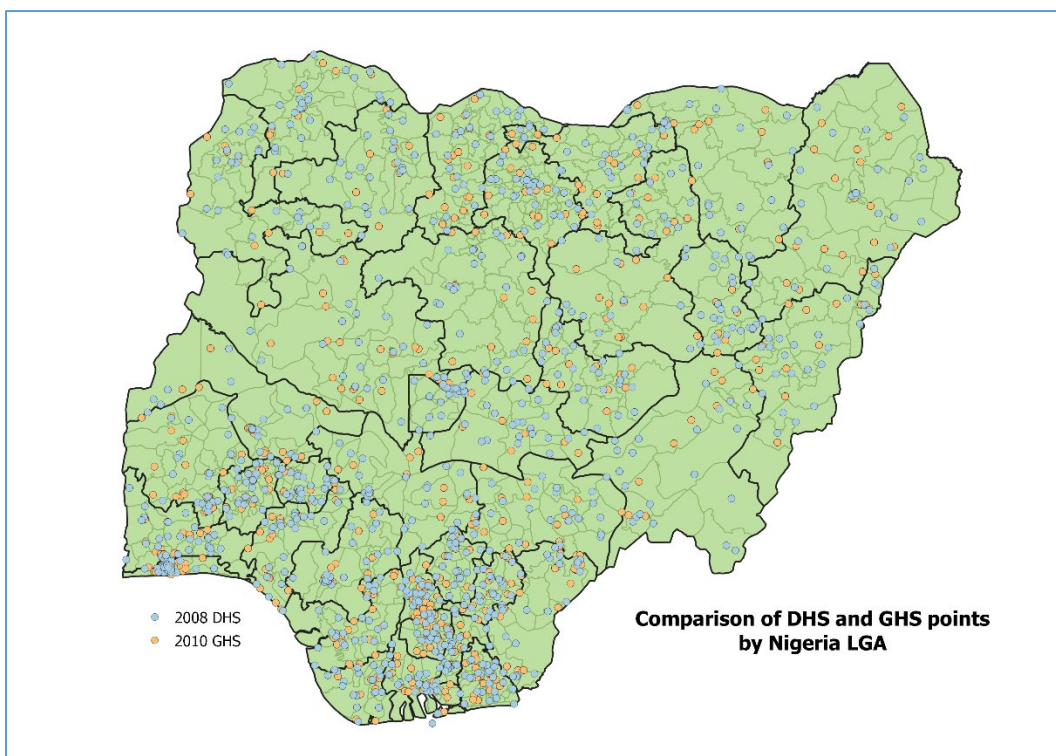 2008 DHS
2010 GHS
Comparison of DHS and GHS points
by Nigeria LGA